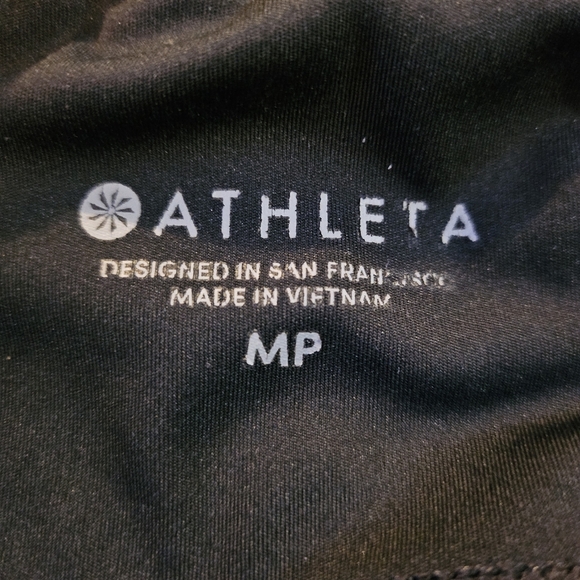 ATHLETA
DESIGNED IN SAN FRANCISCO
MADE IN VIETNAM
MP